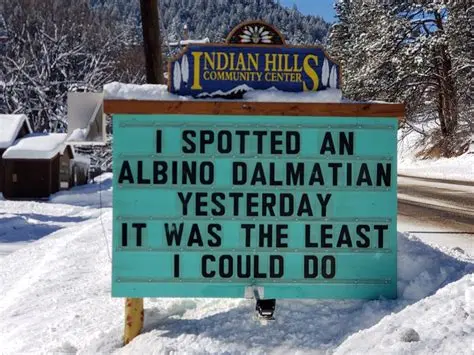 INDIAN HILLS
COMMUNITY CENTER
I SPOTTED AN
ALBINO DALMATIAN
YESTERDAY
IT WAS THE LEAST
I COULD DO